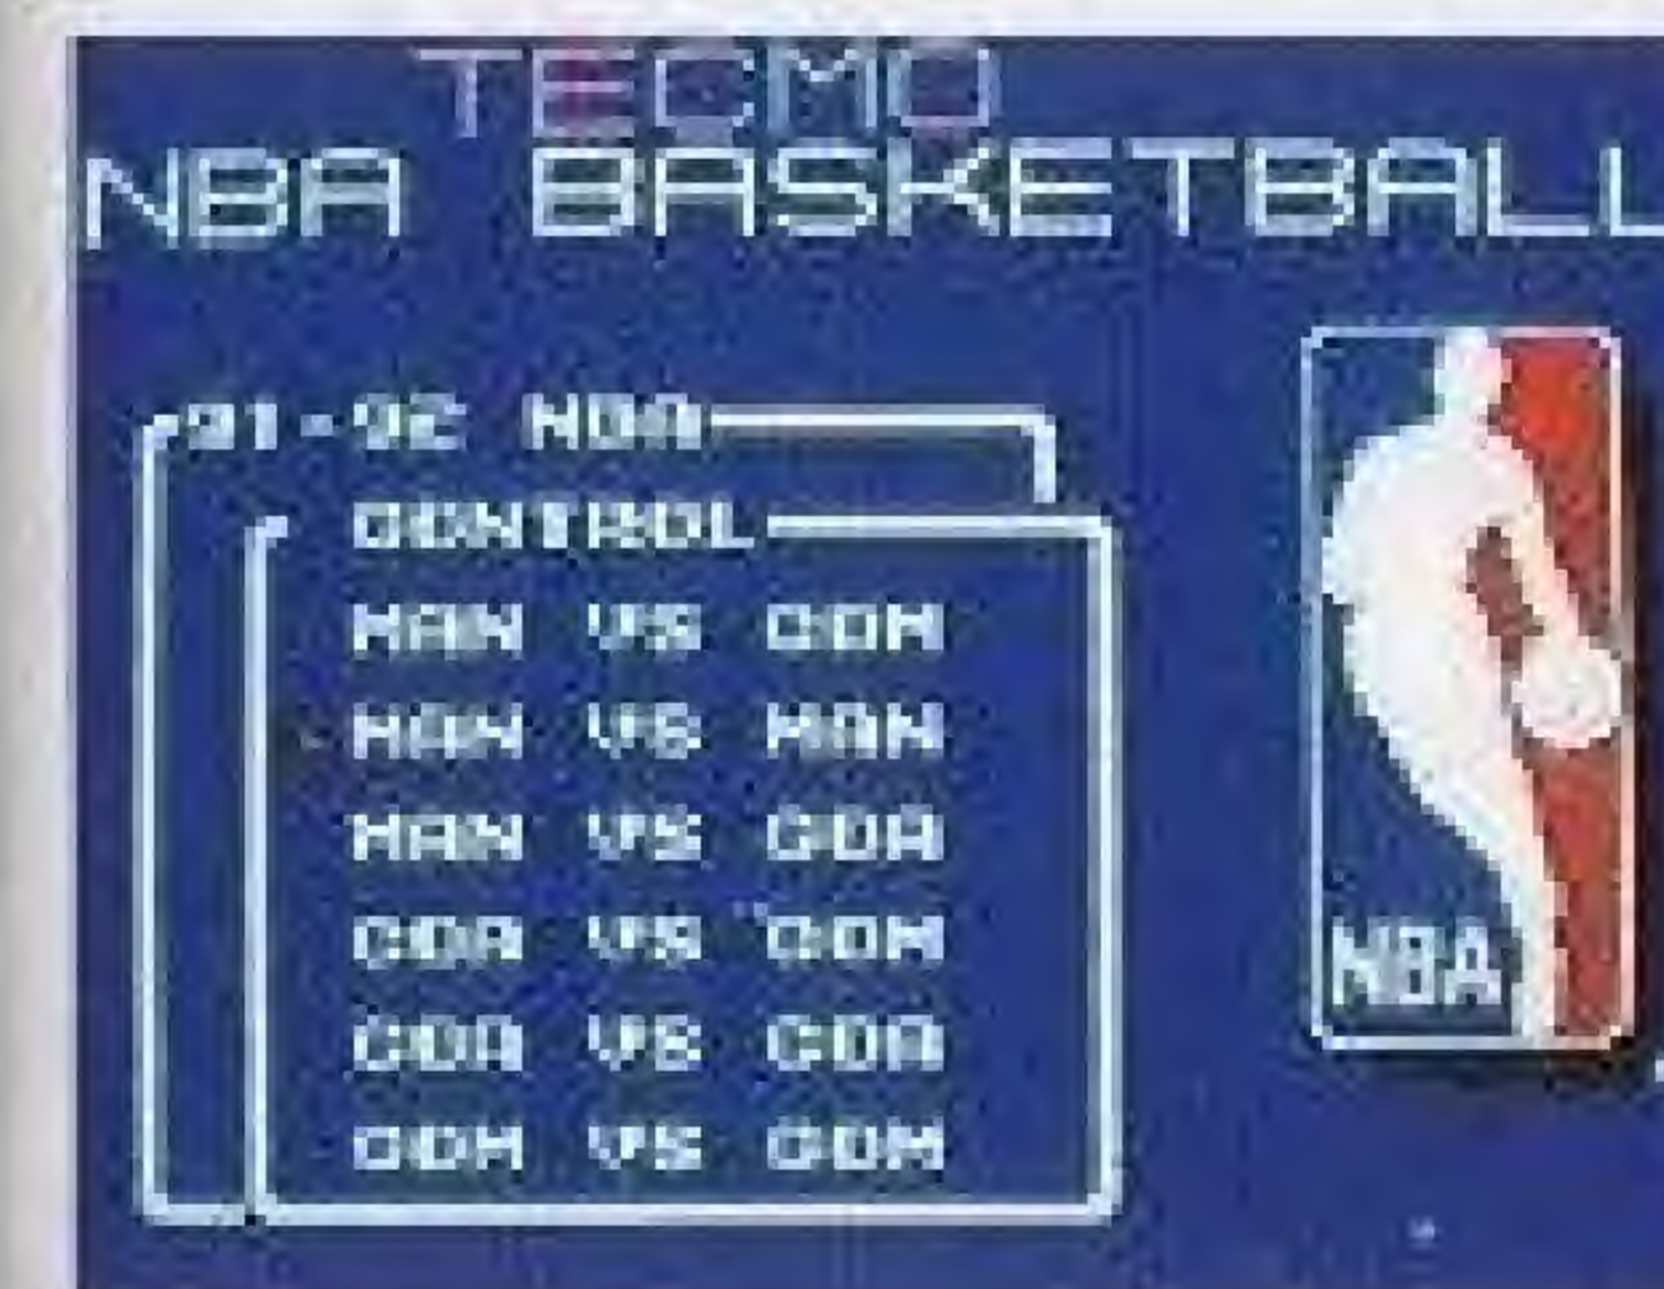 TECMO
NBA BASKETBALL
91-92 NBA
CONTROL
MAN VS COM
MAN VS MAN
MAN VS COA
COA VS COM
COA VS COA
COM VS COM
NBA